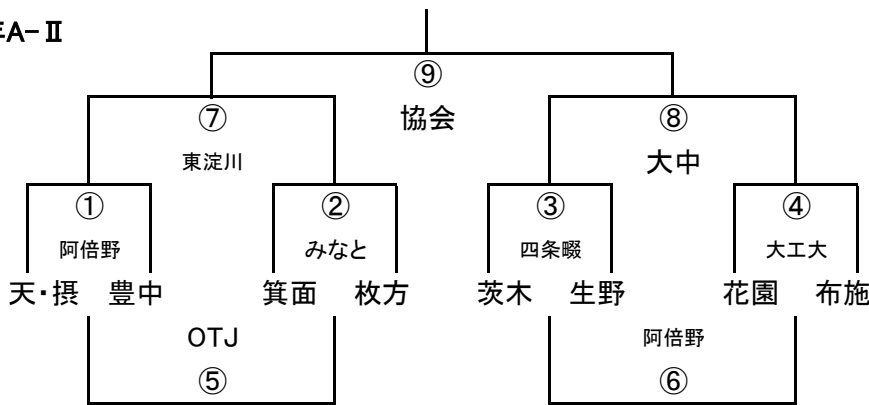 A-Ⅱ
⑨
協会
⑦ ⑧
東淀川 大中
① ② ③ ④
阿倍野 みなと 四条畷 大工大
天・摂 豊中 箕面 枚方 茨木 生野 花園 布施
OTJ 阿倍野
⑤ ⑥